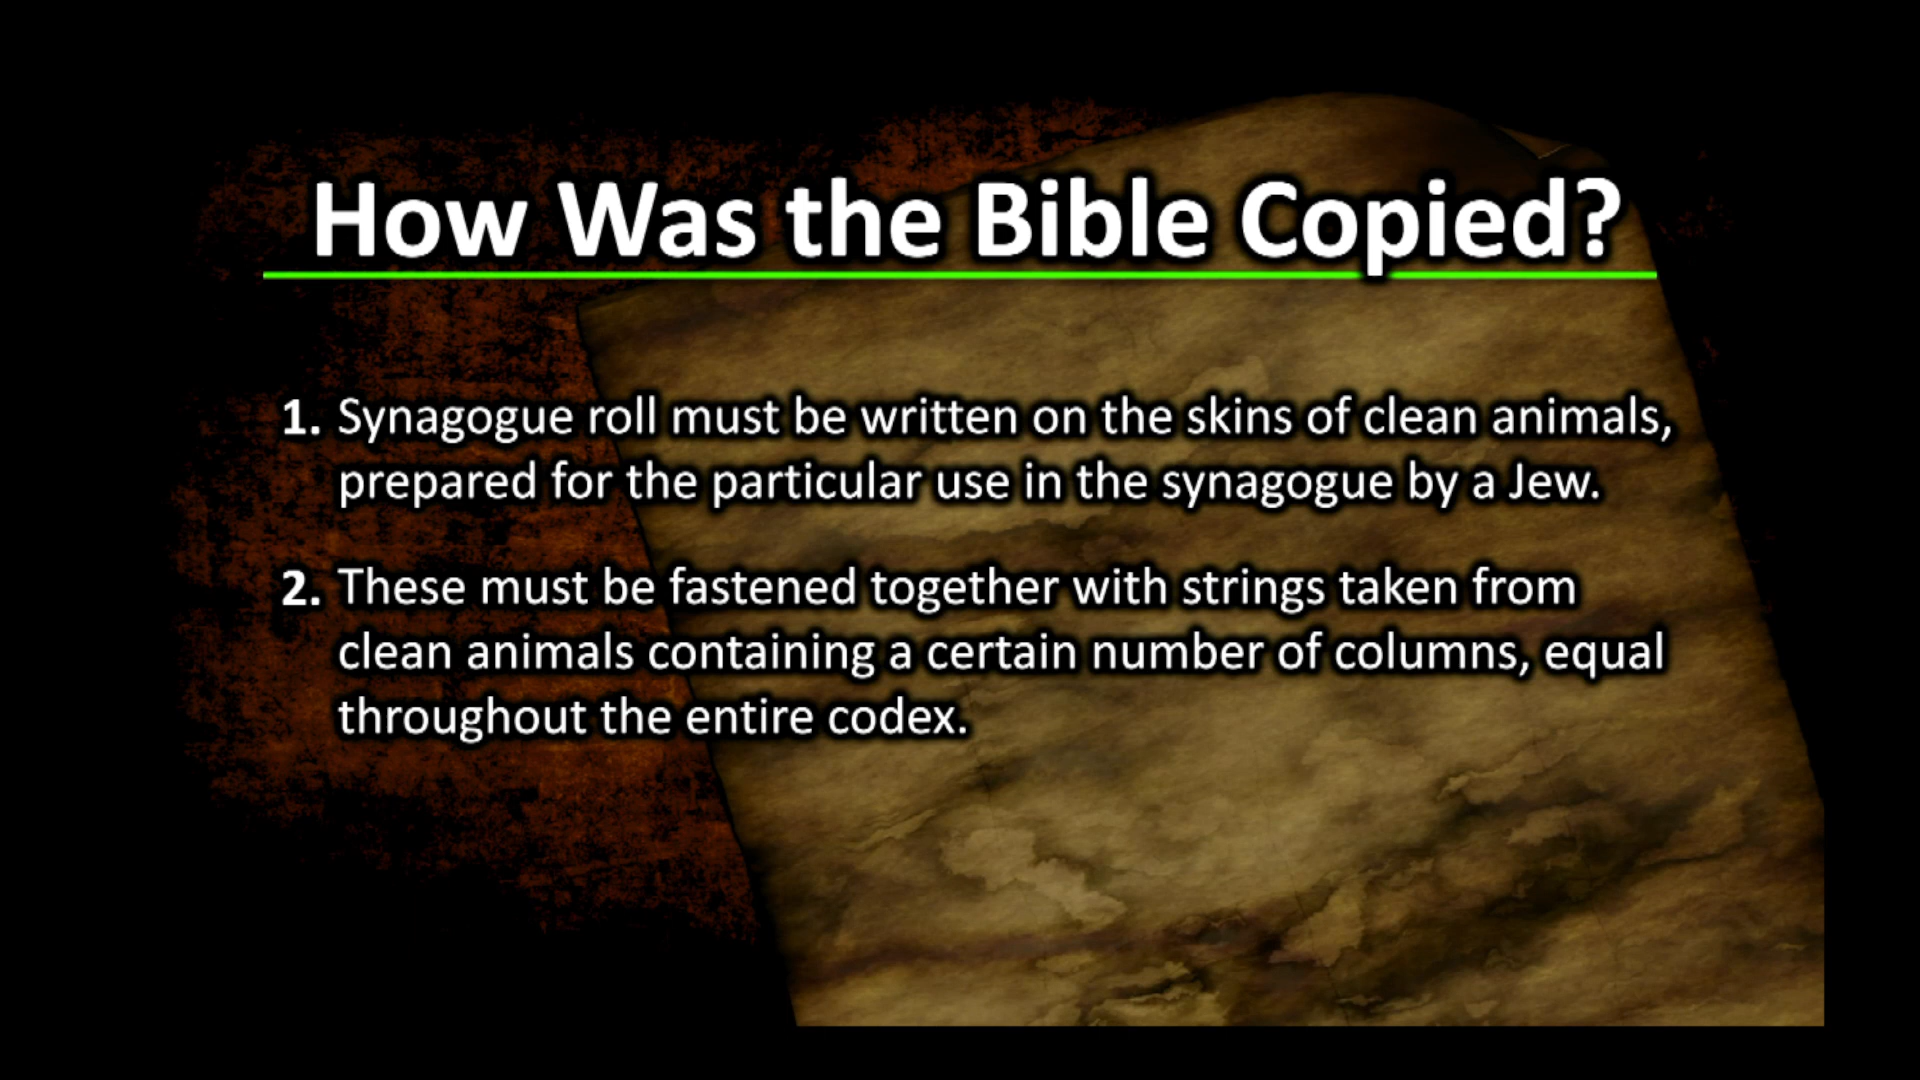 How Was the Bible Copied?
1. Synagogue roll must be written on the skins of clean animals,
prepared for the particular use in the synagogue by a Jew.
2. These must be fastened together with strings taken from
clean animals containing a certain number of columns, equal
throughout the entire codex.